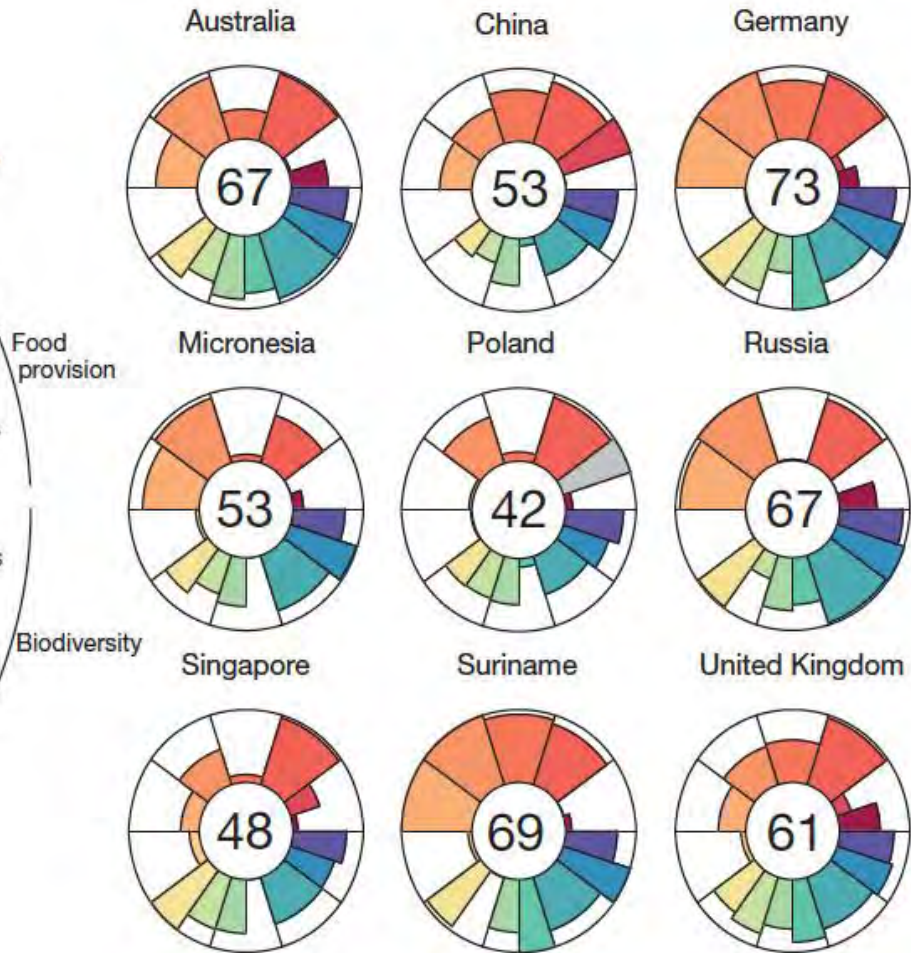 Australia
China
Germany
67
53
73
Food
provision
Micronesia
Poland
Russia
53
42
67
Biodiversity
Singapore
Suriname
United Kingdom
48
69
61